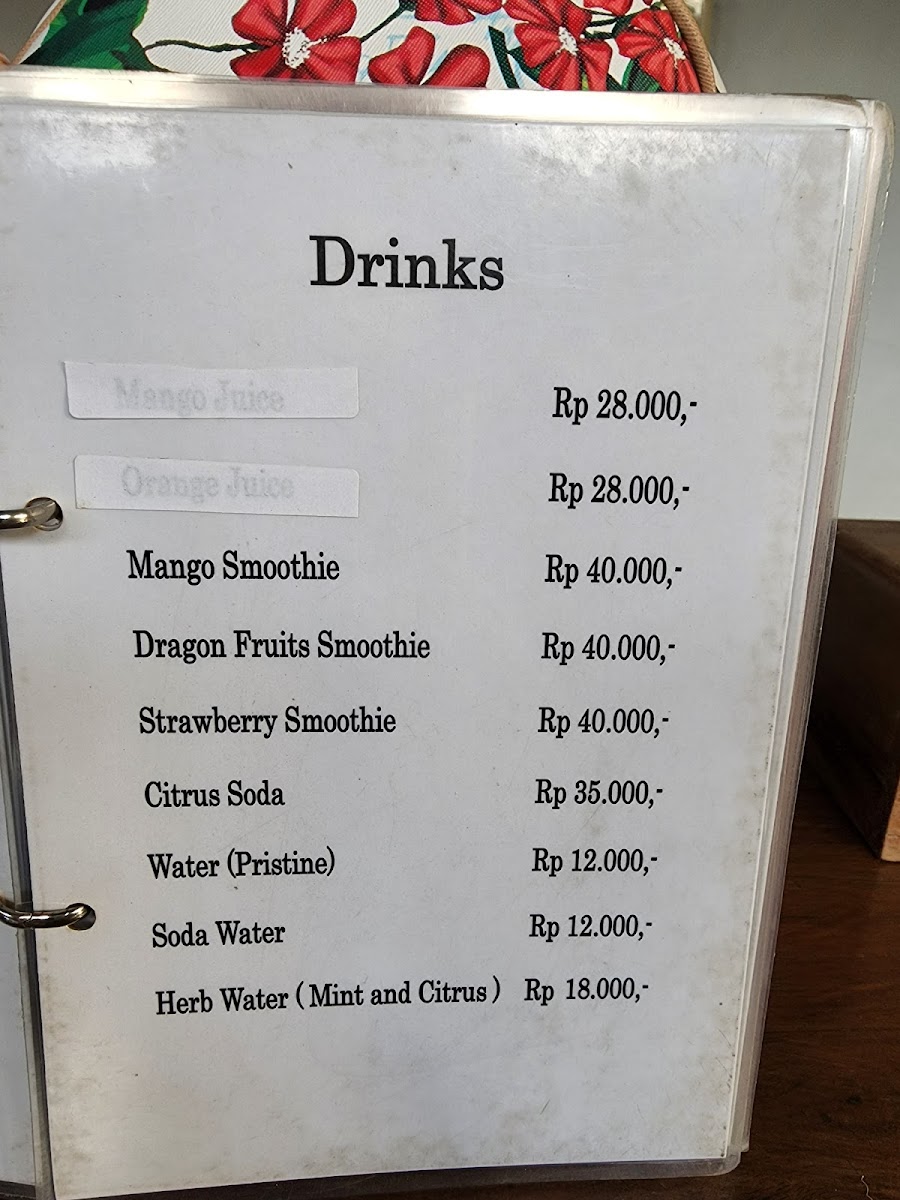 Drinks
Mango Juice Rp 28.000,-
Orange Juice Rp 28.000,-
Mango Smoothie Rp 40.000,-
Dragon Fruits Smoothie Rp 40.000,-
Strawberry Smoothie Rp 40.000,-
Citrus Soda Rp 35.000,-
Water (Pristine) Rp 12.000,-
Soda Water Rp 12.000,-
Herb Water ( Mint and Citrus ) Rp 18.000,-